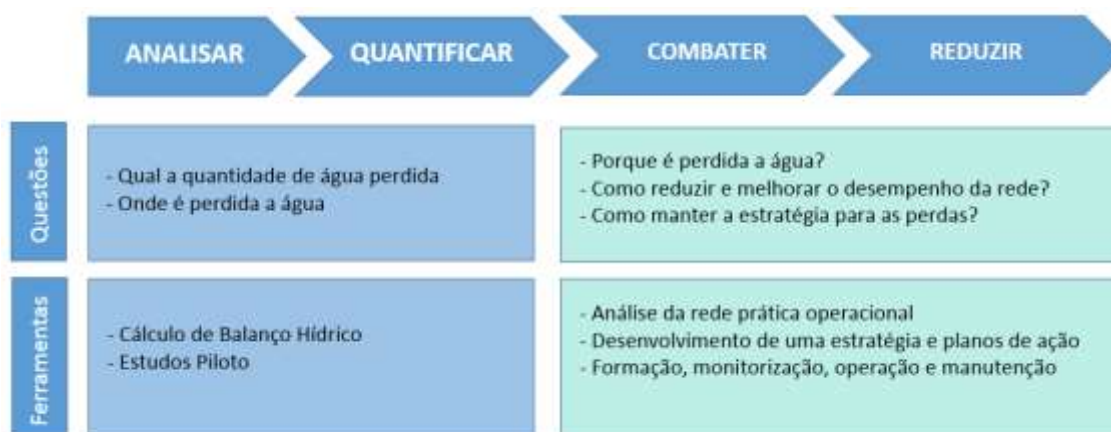 ANALISAR
QUANTIFICAR
COMBATER
REDUZIR
Questões
- Qual a quantidade de água perdida
- Onde é perdida a água
- Porque é perdida a água?
- Como reduzir e melhorar o desempenho da rede?
- Como manter a estratégia para as perdas?
Ferramentas
- Cálculo de Balanço Hídrico
- Estudos Piloto
- Análise da rede prática operacional
- Desenvolvimento de uma estratégia e planos de ação
- Formação, monitorização, operação e manutenção